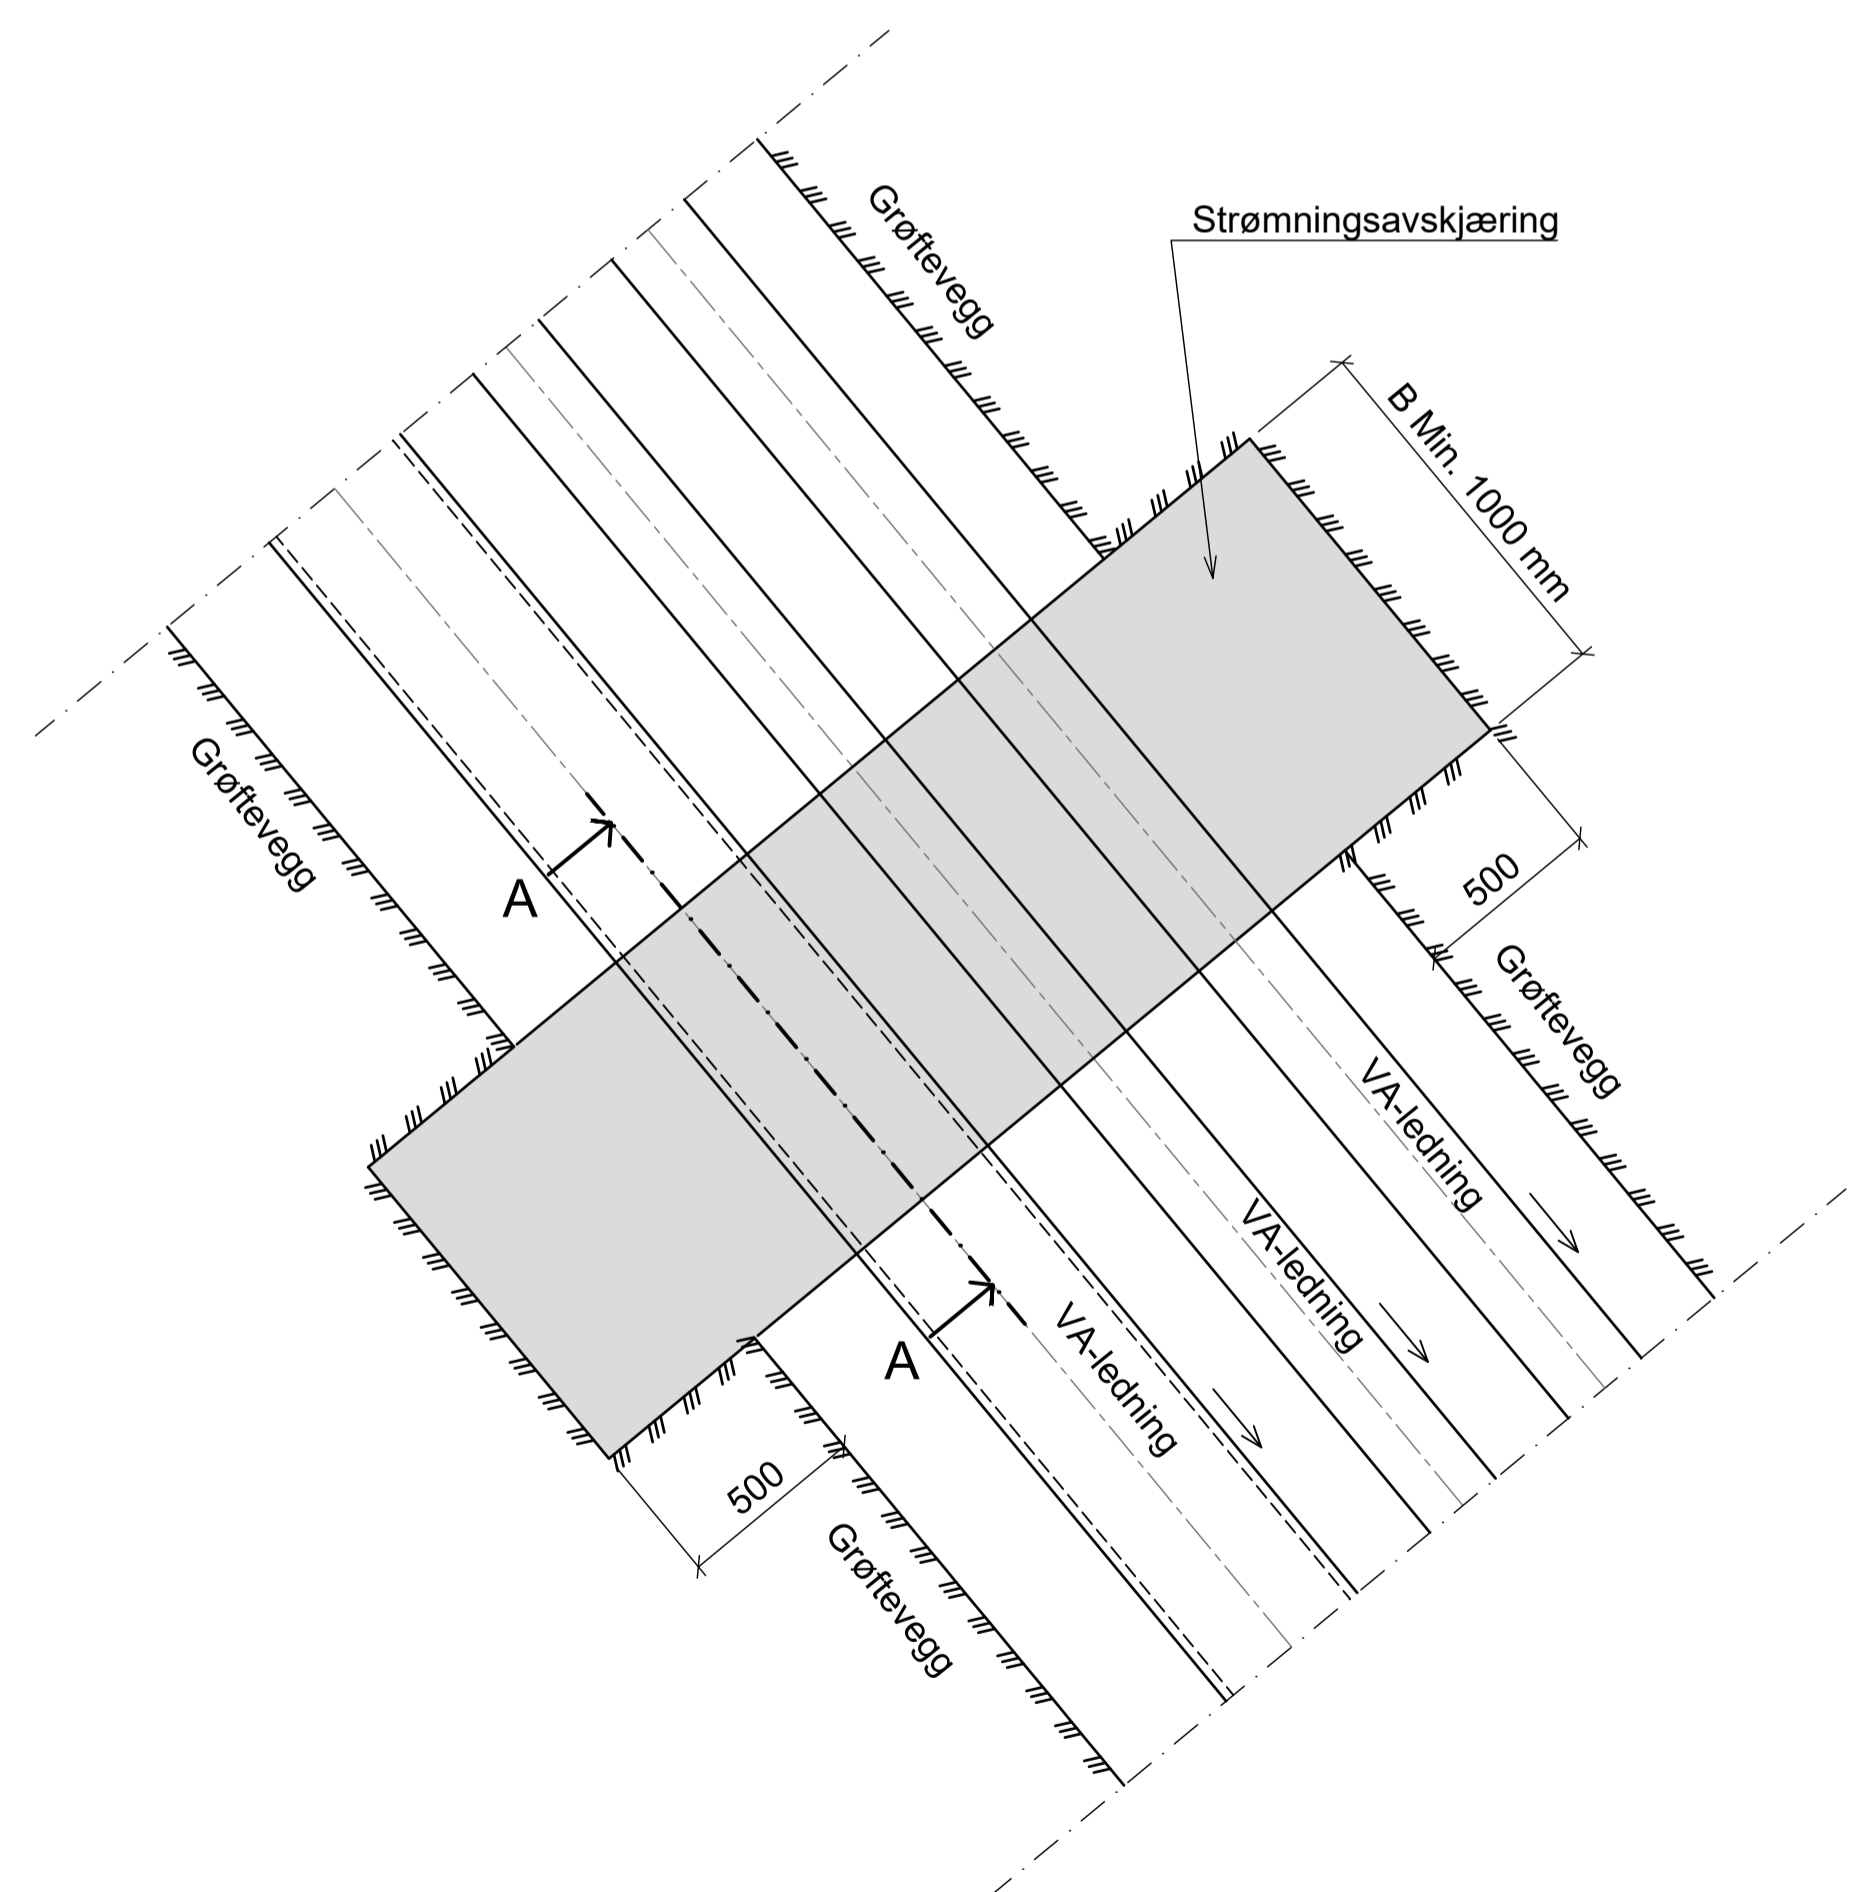 Grøftevegg
Strømningsavskjæring
B Min. 1000 mm
Grøftevegg
A
500
Grøftevegg
VA-ledning
VA-ledning
VA-ledning
A
500
Grøftevegg